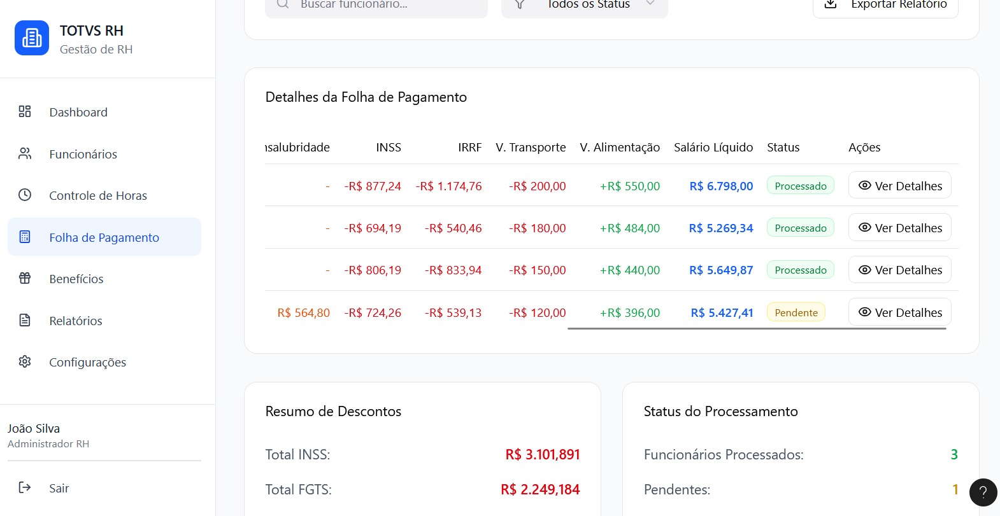 TOTVS RH
Gestão de RH
Dashboard
Funcionários
Controle de Horas
Folha de Pagamento
Benefícios
Relatórios
Configurações
João Silva
Administrador RH
Sair
Buscar funcionário...
Todos os Status
Exportar Relatório
Detalhes da Folha de Pagamento
nsalubridade INSS IRRF V. Transporte V. Alimentação Salário Líquido Status Ações
- -R$ 877,24 -R$ 1.174,76 -R$ 200,00 +R$ 550,00 R$ 6.798,00 Processado Ver Detalhes
- -R$ 694,19 -R$ 540,46 -R$ 180,00 +R$ 484,00 R$ 5.269,34 Processado Ver Detalhes
- -R$ 806,19 -R$ 833,94 -R$ 150,00 +R$ 440,00 R$ 5.649,87 Processado Ver Detalhes
R$ 564,80 -R$ 724,26 -R$ 539,13 -R$ 120,00 +R$ 396,00 R$ 5.427,41 Pendente Ver Detalhes
Resumo de Descontos
Total INSS: R$ 3.101,891
Total FGTS: R$ 2.249,184
Status do Processamento
Funcionários Processados: 3
Pendentes: 1
?